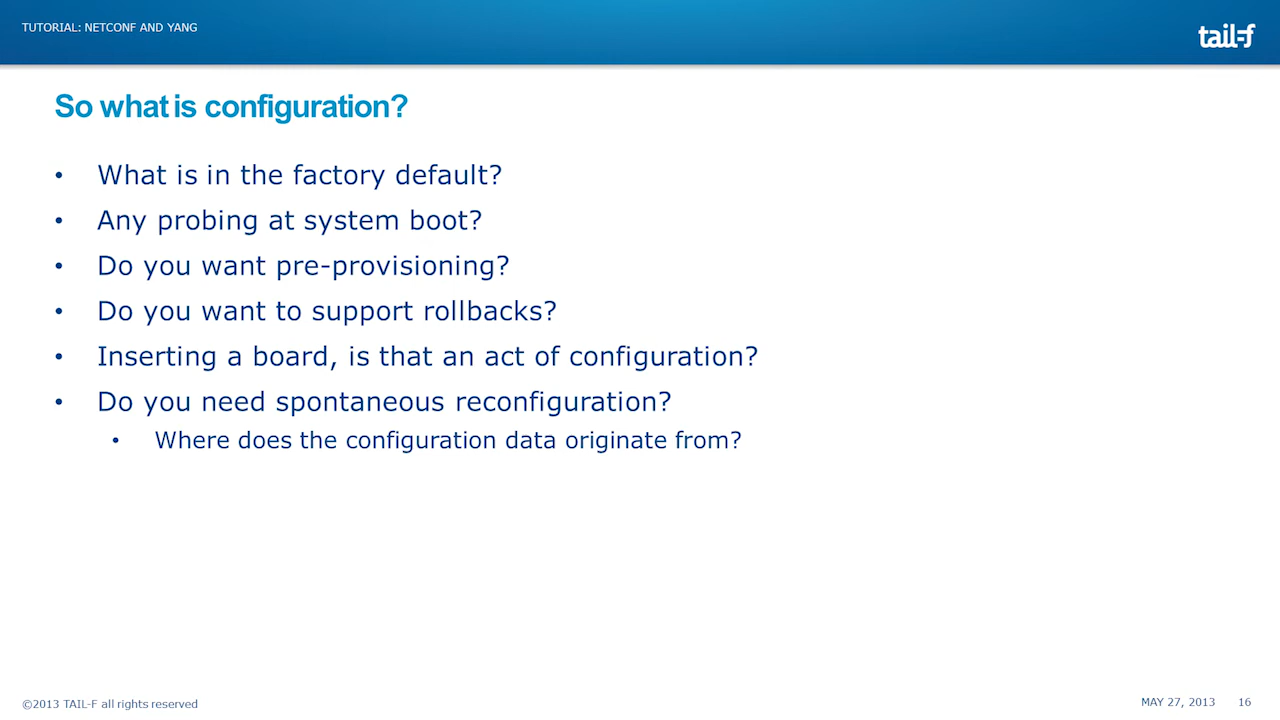 TUTORIAL: NETCONF AND YANG
tail-f
So what is configuration?
• What is in the factory default?
• Any probing at system boot?
• Do you want pre-provisioning?
• Do you want to support rollbacks?
• Inserting a board, is that an act of configuration?
• Do you need spontaneous reconfiguration?
• Where does the configuration data originate from?
©2013 TAIL-F all rights reserved
MAY 27, 2013 16